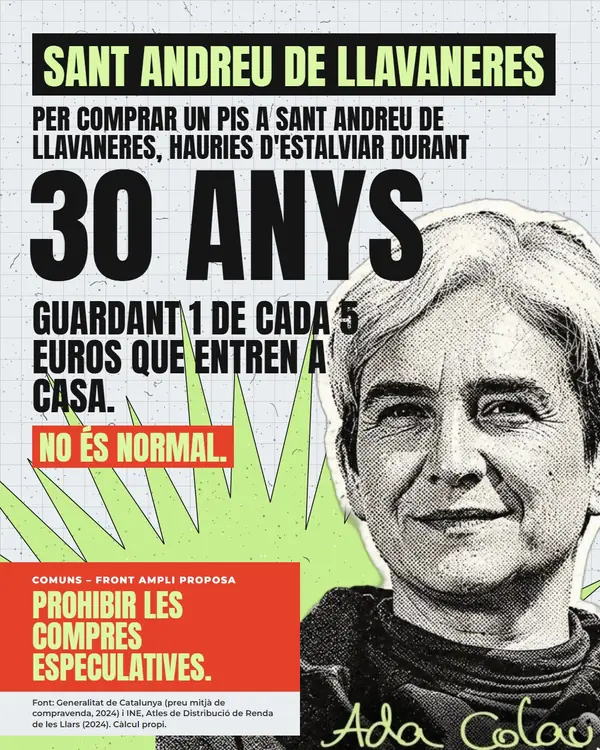 SANT ANDREU DE LLAVANERES
PER COMPRAR UN PIS A SANT ANDREU DE
LLAVANERES, HAURIES D'ESTALVIAR DURANT
30 ANYS
GUARDANT 1 DE CADA 5
EUROS QUE ENTREN A
CASA.
NO ÉS NORMAL.
COMUNS – FRONT AMPLI PROPOSA
PROHIBIR LES
COMPRES
ESPECULATIVES.
Font: Generalitat de Catalunya (preu mitjà de
compravenda, 2024) i INE, Atles de Distribució de Renda
de les Llars (2024). Càlcul propi.
Ada Colau